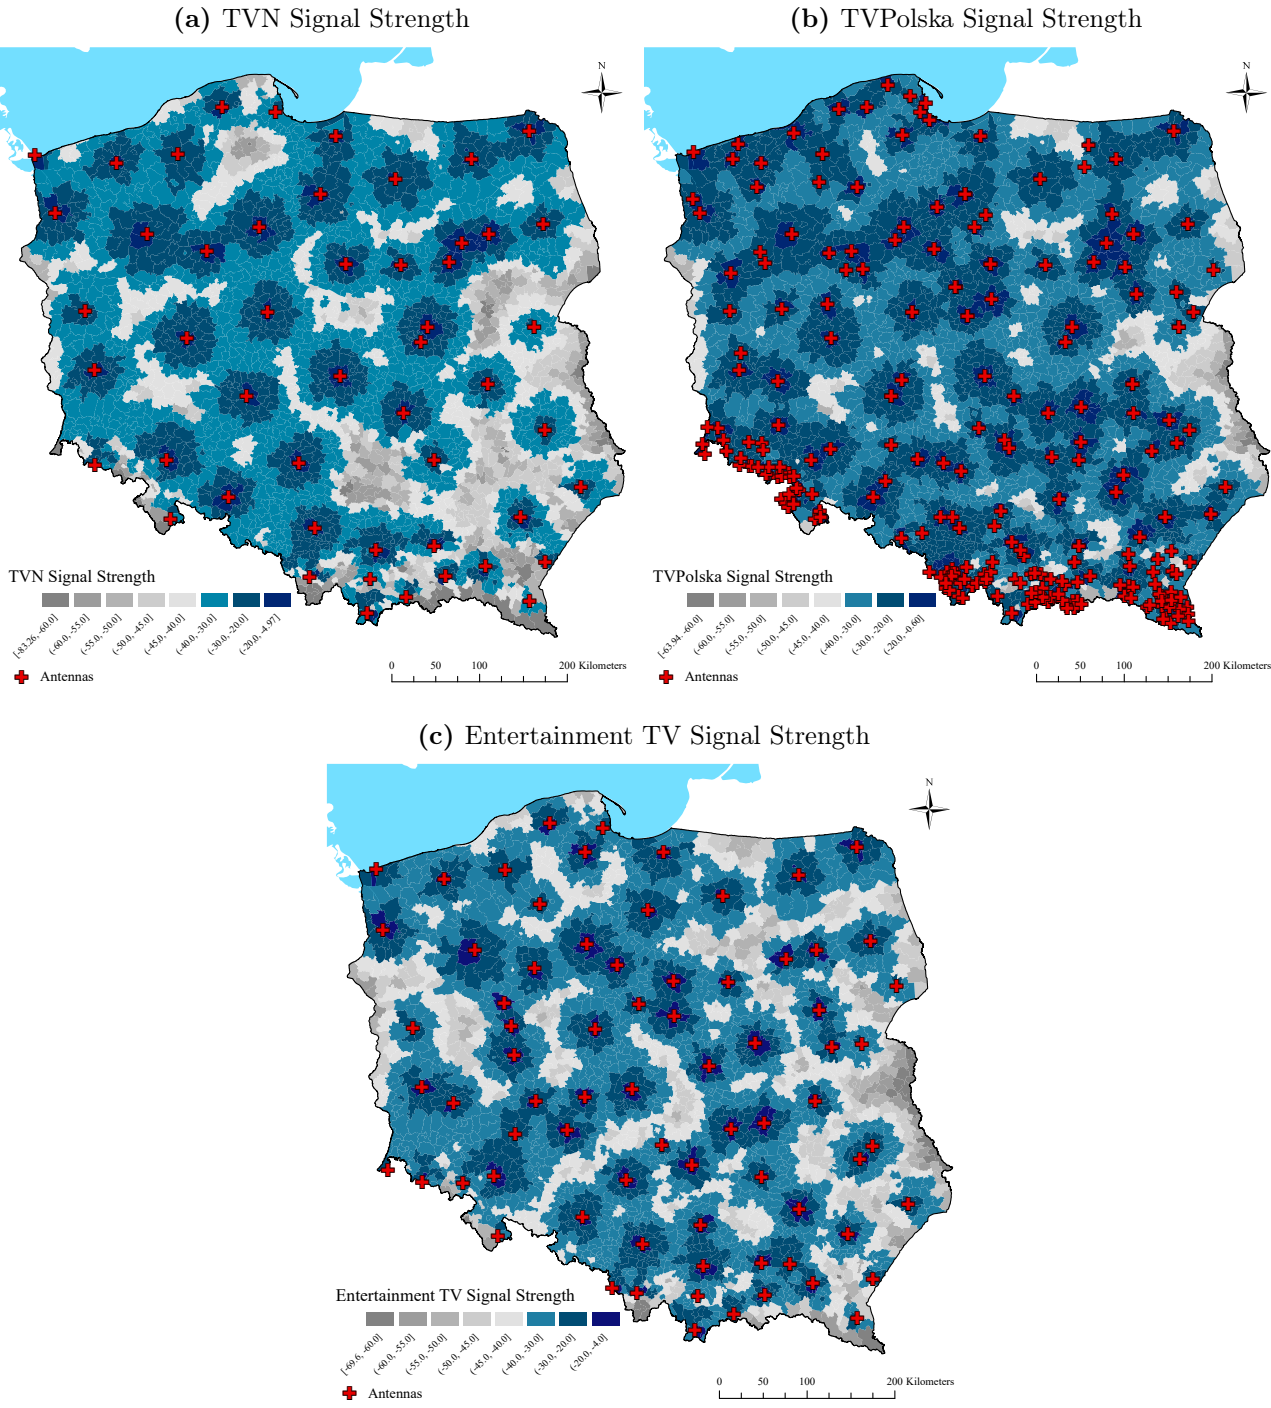 (a) TVN Signal Strength
(b) TVPolska Signal Strength
N
N
TVN Signal Strength
[-83.26, -60.0]
(-60.0, -55.0]
(-55.0, -50.0]
(-50.0, -45.0]
(-45.0, -40.0]
(-40.0, -30.0]
(-30.0, -20.0]
(-20.0, -4.97]
Antennas
0 50 100 200 Kilometers
TVPolska Signal Strength
[-63.94, -60.0]
(-60.0, -55.0]
(-55.0, -50.0]
(-50.0, -45.0]
(-45.0, -40.0]
(-40.0, -30.0]
(-30.0, -20.0]
(-20.0, -0.60]
Antennas
0 50 100 200 Kilometers
(c) Entertainment TV Signal Strength
N
Entertainment TV Signal Strength
[-69.6, -60.0]
(-60.0, -55.0]
(-55.0, -50.0]
(-50.0, -45.0]
(-45.0, -40.0]
(-40.0, -30.0]
(-30.0, -20.0]
(-20.0, -4.0]
Antennas
0 50 100 200 Kilometers